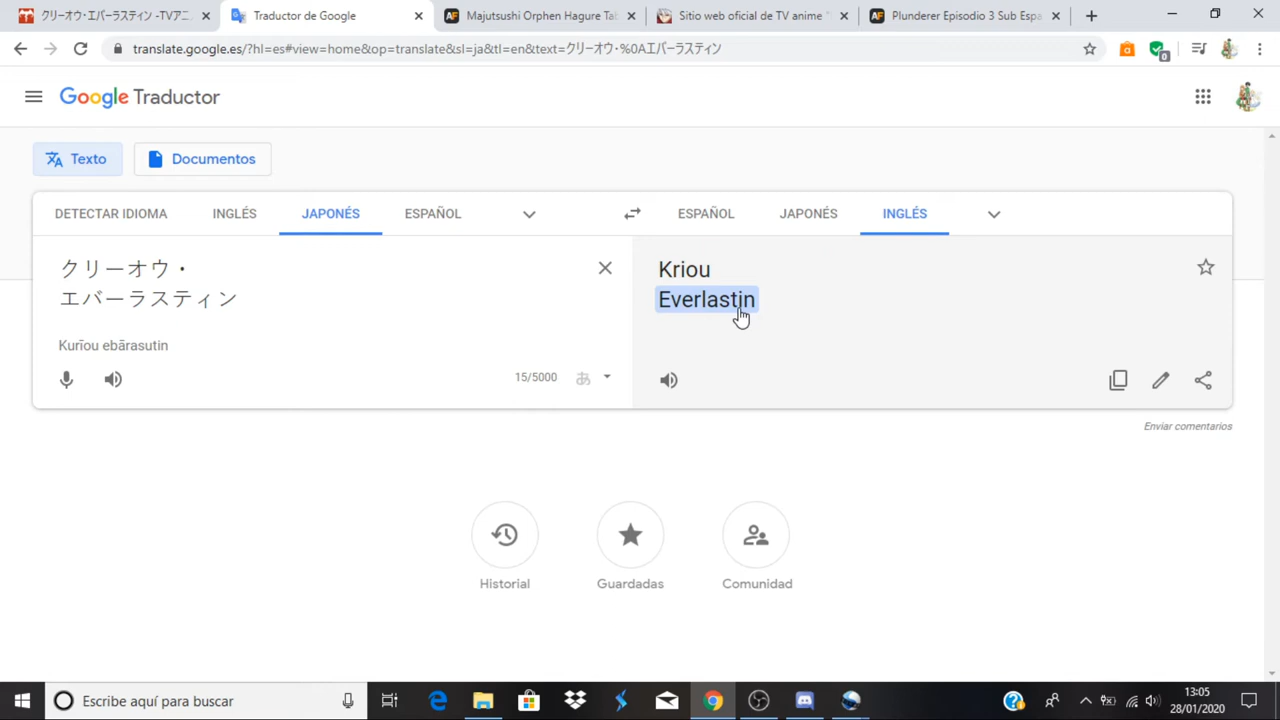 クリーオウ･エバーラスティン -TVアニ
Traductor de Google
Majutsushi Orphen Hagure Tab
Sitio web oficial de TV anime "
Plunderer Episodio 3 Sub Espa
translate.google.es/?hl=es#view=home&op=translate&sl=ja&tl=en&text=クリーオウ･%0Aエバーラスティン
0
Google Traductor
Texto
Documentos
DETECTAR IDIOMA INGLÉS JAPONÉS ESPAÑOL
ESPAÑOL JAPONÉS INGLÉS
クリーオウ・
エバーラスティン
Kurīou ebārasutin
15/5000
あ
Kriou
Everlastin
Enviar comentarios
Historial
Guardadas
Comunidad
Escribe aquí para buscar
13:05
28/01/2020